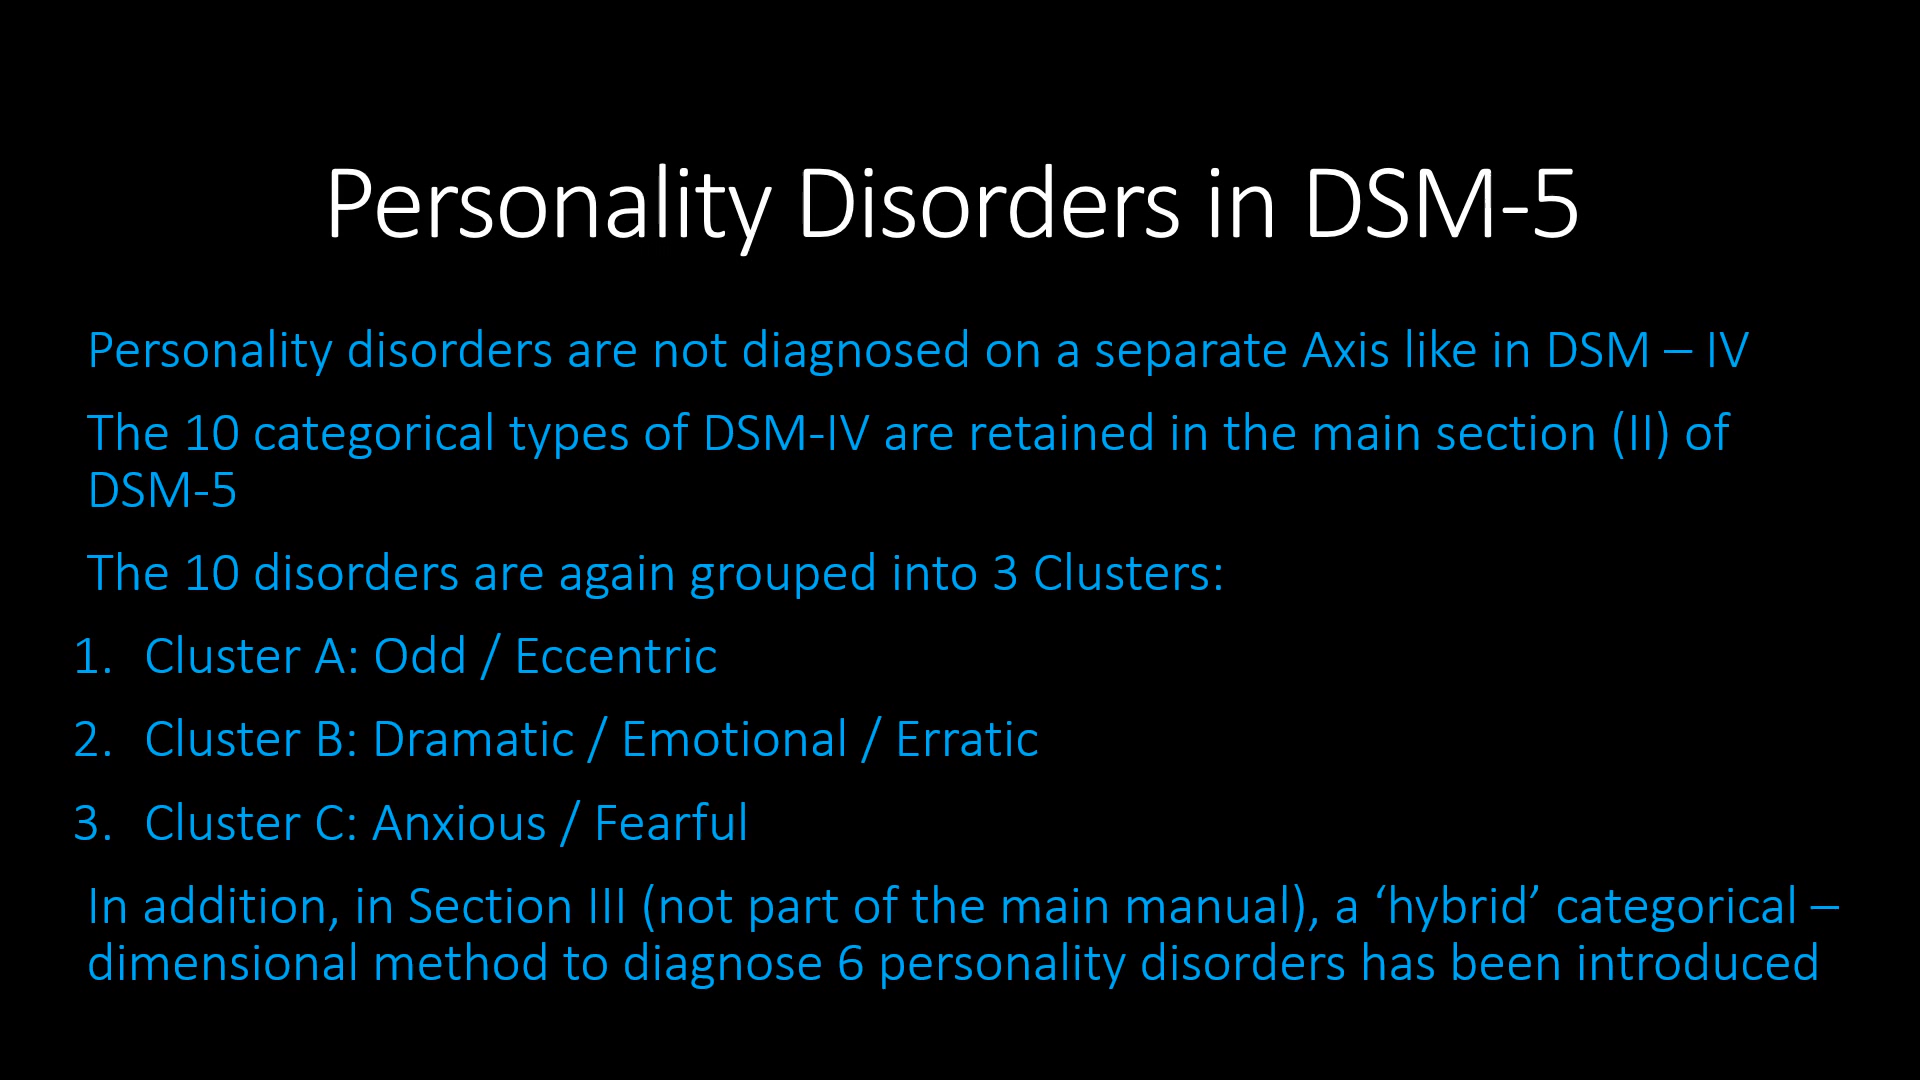 Personality Disorders in DSM-5
Personality disorders are not diagnosed on a separate Axis like in DSM – IV
The 10 categorical types of DSM-IV are retained in the main section (II) of
DSM-5
The 10 disorders are again grouped into 3 Clusters:
1. Cluster A: Odd / Eccentric
2. Cluster B: Dramatic / Emotional / Erratic
3. Cluster C: Anxious / Fearful
In addition, in Section III (not part of the main manual), a ‘hybrid’ categorical –
dimensional method to diagnose 6 personality disorders has been introduced